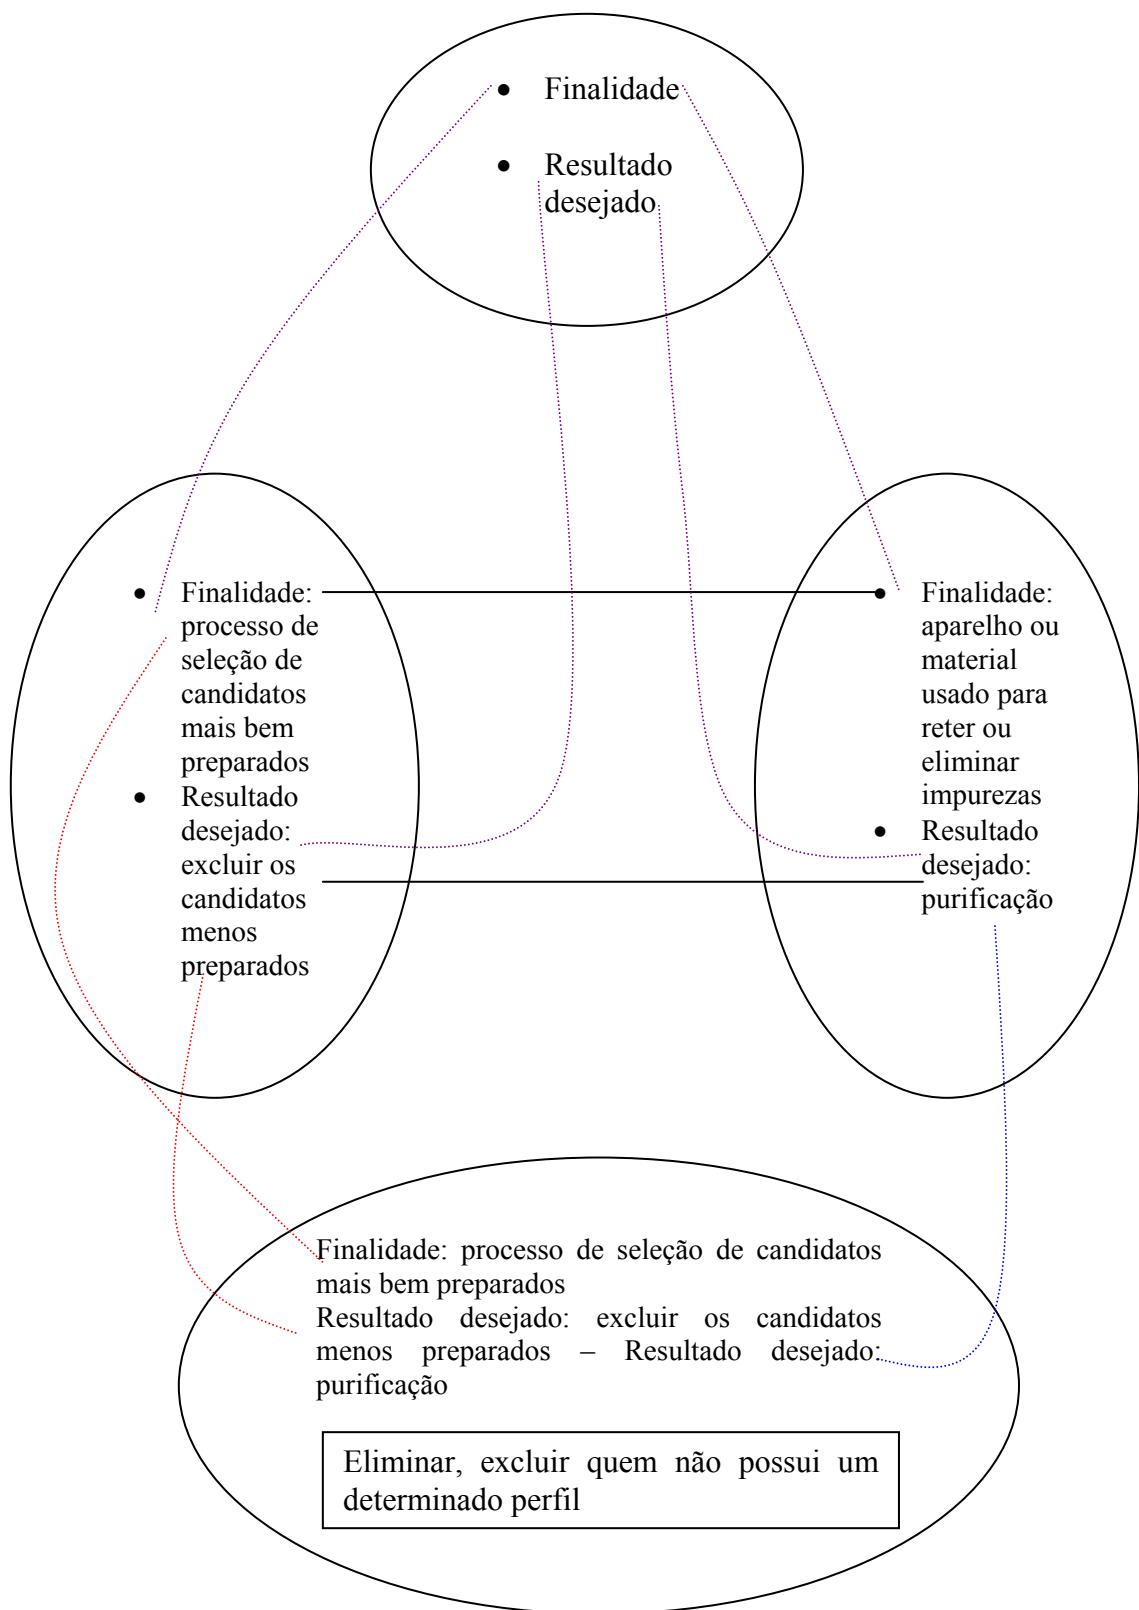 • Finalidade
• Resultado
desejado
• Finalidade:
processo de
seleção de
candidatos
mais bem
preparados
• Resultado
desejado:
excluir os
candidatos
menos
preparados
• Finalidade:
aparelho ou
material
usado para
reter ou
eliminar
impurezas
• Resultado
desejado:
purificação
Finalidade: processo de seleção de candidatos
mais bem preparados
Resultado desejado: excluir os candidatos
menos preparados – Resultado desejado:
purificação
Eliminar, excluir quem não possui um
determinado perfil